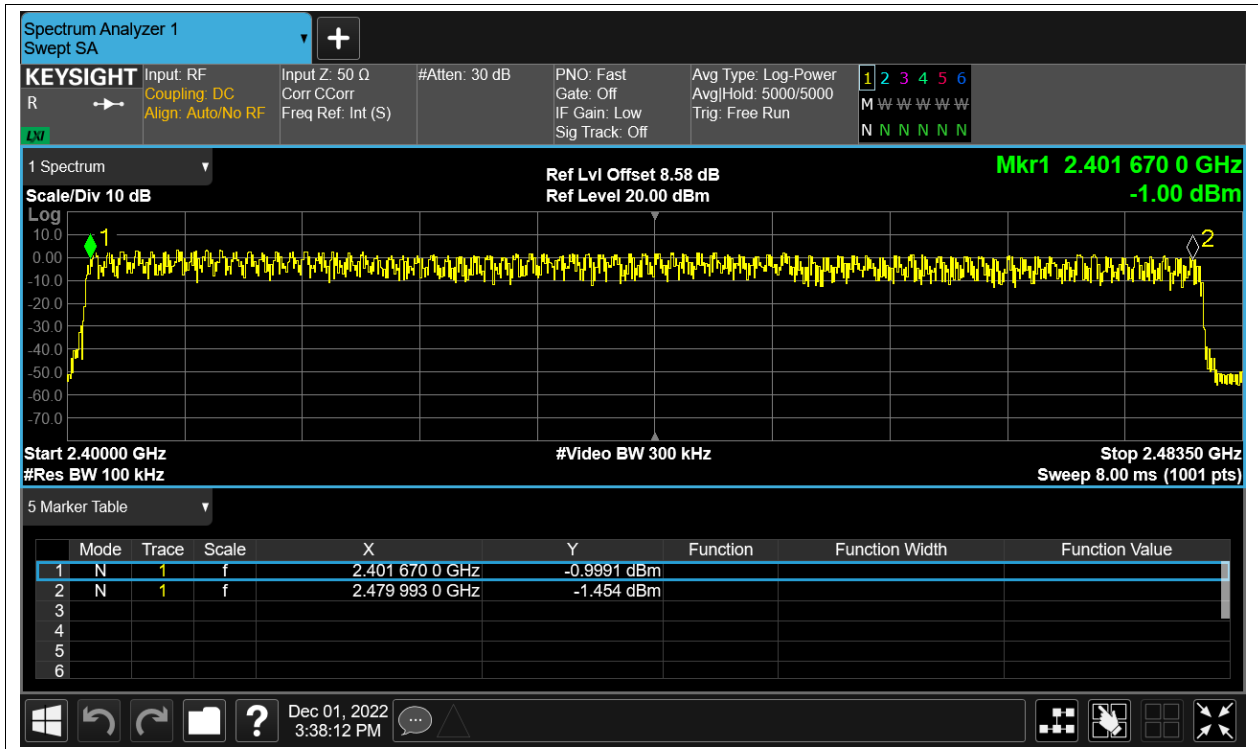 Spectrum Analyzer 1
Swept SA
KEYSIGHT
R
LXI
Input: RF
Coupling: DC
Align: Auto/No RF
Input Z: 50 Ω
Corr CCorr
Freq Ref: Int (S)
#Atten: 30 dB
PNO: Fast
Gate: Off
IF Gain: Low
Sig Track: Off
Avg Type: Log-Power
Avg|Hold: 5000/5000
Trig: Free Run
1 2 3 4 5 6
M W W W W W
N N N N N N
1 Spectrum
Scale/Div 10 dB
Ref Lvl Offset 8.58 dB
Ref Level 20.00 dBm
Mkr1 2.401 670 0 GHz
-1.00 dBm
Log
10.0
0.00
-10.0
-20.0
-30.0
-40.0
-50.0
-60.0
-70.0
1
2
Start 2.40000 GHz
#Res BW 100 kHz
#Video BW 300 kHz
Stop 2.48350 GHz
Sweep 8.00 ms (1001 pts)
5 Marker Table
Mode Trace Scale X Y Function Function Width Function Value
1 N 1 f 2.401 670 0 GHz -0.9991 dBm
2 N 1 f 2.479 993 0 GHz -1.454 dBm
3
4
5
6
?
Dec 01, 2022
3:38:12 PM